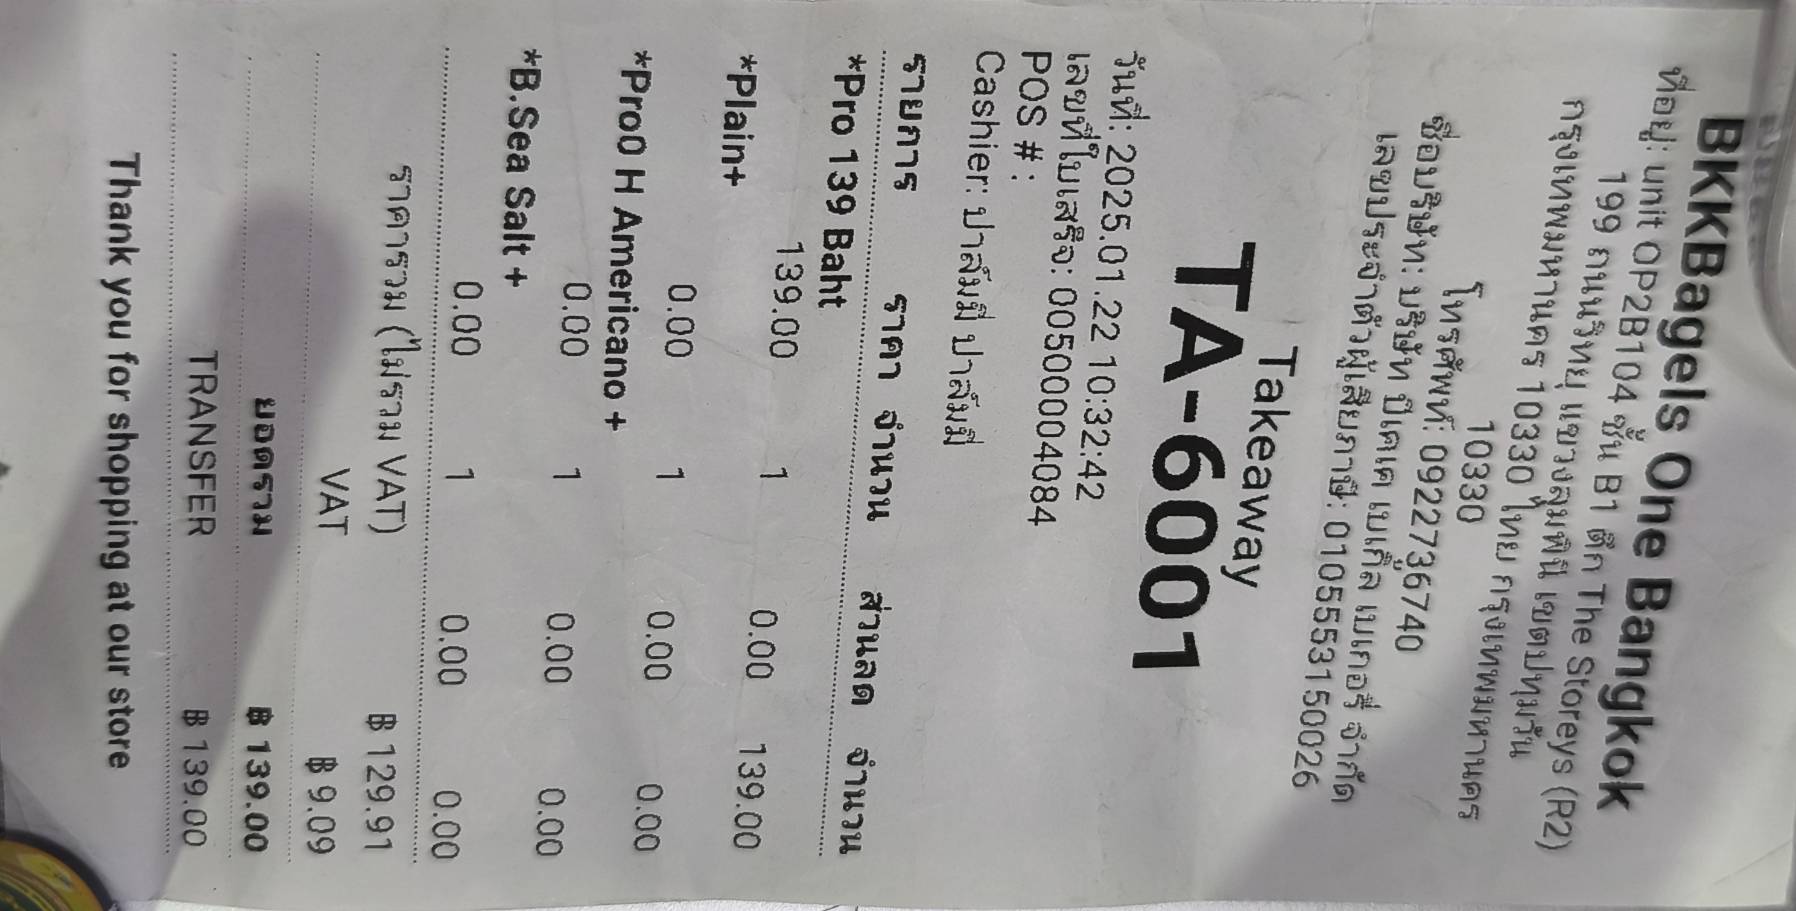 BKKBagels One Bangkok
ที่อยู่: unit OP2B104 ชั้น B1 ตึก The Storeys (R2)
199 ถนนวิทยุ แขวงลุมพินี เขตปทุมวัน
กรุงเทพมหานคร 10330 ไทย กรุงเทพมหานคร
10330
โทรศัพท์: 0922736740
ชื่อบริษัท: บริษัท บีเคเค เบเกิ้ล เบเกอรี่ จำกัด
เลขประจำตัวผู้เสียภาษี: 0105553150026
Takeaway
TA-6001
วันที่: 2025.01.22 10:32:42
เลขที่ใบเสร็จ: 00500004084
POS # :
Cashier: ปาล์มมี่ ปาล์มมี่
รายการ ราคา จำนวน ส่วนลด จำนวน
*Pro 139 Baht
139.00 1 0.00 139.00
*Plain+
0.00 1 0.00 0.00
*Pro0 H Americano +
0.00 1 0.00 0.00
*B.Sea Salt +
0.00 1 0.00 0.00
ราคารวม (ไม่รวม VAT) ฿ 129.91
VAT ฿ 9.09
ยอดรวม ฿ 139.00
TRANSFER ฿ 139.00
Thank you for shopping at our store